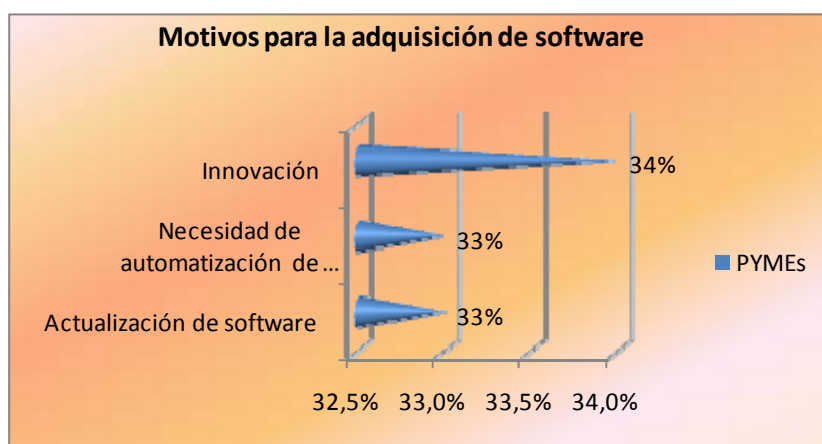 Motivos para la adquisición de software
Innovación
34%
Necesidad de
automatización de ...
33%
Actualización de software
33%
PYMEs
32,5% 33,0% 33,5% 34,0%